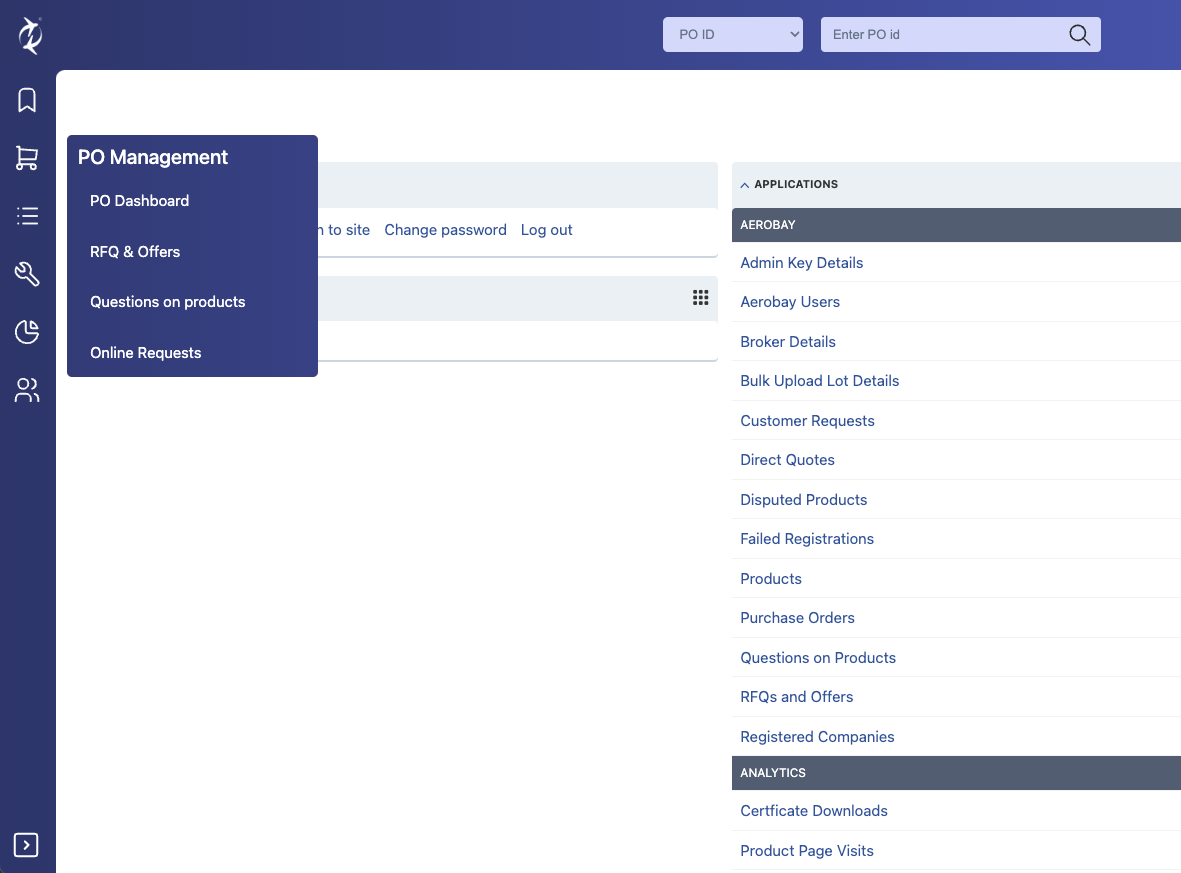 PO ID
Enter PO id
PO Management
PO Dashboard
RFQ & Offers
Questions on products
Online Requests
to site
Change password
Log out
APPLICATIONS
AEROBAY
Admin Key Details
Aerobay Users
Broker Details
Bulk Upload Lot Details
Customer Requests
Direct Quotes
Disputed Products
Failed Registrations
Products
Purchase Orders
Questions on Products
RFQs and Offers
Registered Companies
ANALYTICS
Certficate Downloads
Product Page Visits